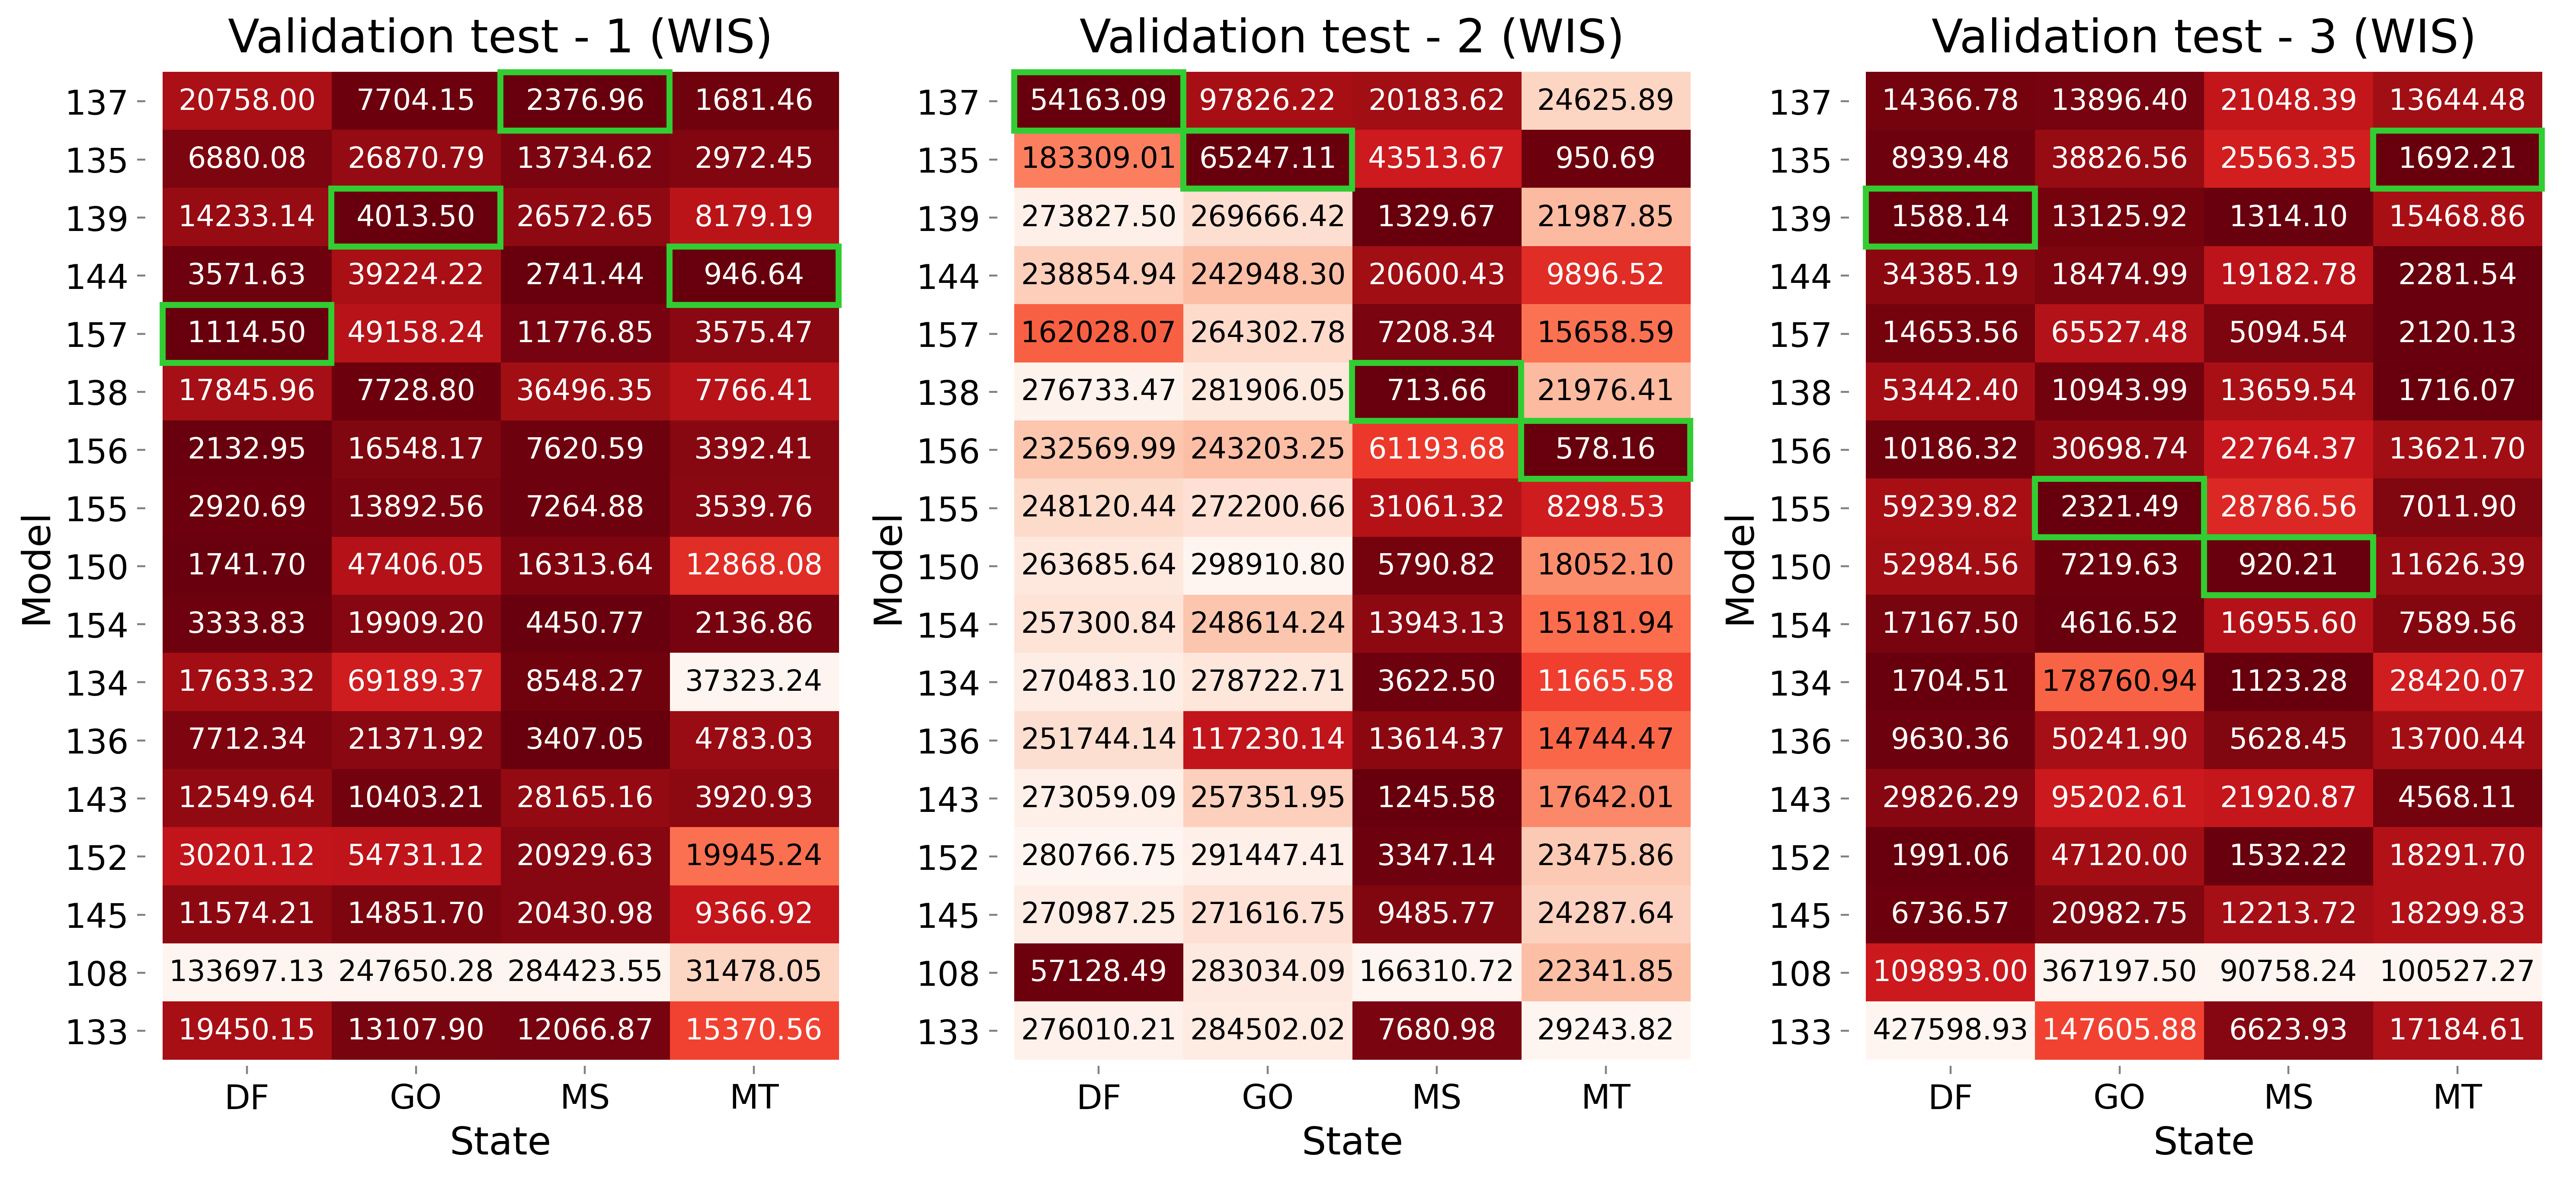 Validation test - 1 (WIS)
137 20758.00 7704.15 2376.96 1681.46
135 6880.08 26870.79 13734.62 2972.45
139 14233.14 4013.50 26572.65 8179.19
144 3571.63 39224.22 2741.44 946.64
157 1114.50 49158.24 11776.85 3575.47
138 17845.96 7728.80 36496.35 7766.41
156 2132.95 16548.17 7620.59 3392.41
155 2920.69 13892.56 7264.88 3539.76
150 1741.70 47406.05 16313.64 12868.08
154 3333.83 19909.20 4450.77 2136.86
134 17633.32 69189.37 8548.27 37323.24
136 7712.34 21371.92 3407.05 4783.03
143 12549.64 10403.21 28165.16 3920.93
152 30201.12 54731.12 20929.63 19945.24
145 11574.21 14851.70 20430.98 9366.92
108 133697.13 247650.28 284423.55 31478.05
133 19450.15 13107.90 12066.87 15370.56
DF GO MS MT
State
Model
Validation test - 2 (WIS)
137 54163.09 97826.22 20183.62 24625.89
135 183309.01 65247.11 43513.67 950.69
139 273827.50 269666.42 1329.67 21987.85
144 238854.94 242948.30 20600.43 9896.52
157 162028.07 264302.78 7208.34 15658.59
138 276733.47 281906.05 713.66 21976.41
156 232569.99 243203.25 61193.68 578.16
155 248120.44 272200.66 31061.32 8298.53
150 263685.64 298910.80 5790.82 18052.10
154 257300.84 248614.24 13943.13 15181.94
134 270483.10 278722.71 3622.50 11665.58
136 251744.14 117230.14 13614.37 14744.47
143 273059.09 257351.95 1245.58 17642.01
152 280766.75 291447.41 3347.14 23475.86
145 270987.25 271616.75 9485.77 24287.64
108 57128.49 283034.09 166310.72 22341.85
133 276010.21 284502.02 7680.98 29243.82
DF GO MS MT
State
Model
Validation test - 3 (WIS)
137 14366.78 13896.40 21048.39 13644.48
135 8939.48 38826.56 25563.35 1692.21
139 1588.14 13125.92 1314.10 15468.86
144 34385.19 18474.99 19182.78 2281.54
157 14653.56 65527.48 5094.54 2120.13
138 53442.40 10943.99 13659.54 1716.07
156 10186.32 30698.74 22764.37 13621.70
155 59239.82 2321.49 28786.56 7011.90
150 52984.56 7219.63 920.21 11626.39
154 17167.50 4616.52 16955.60 7589.56
134 1704.51 178760.94 1123.28 28420.07
136 9630.36 50241.90 5628.45 13700.44
143 29826.29 95202.61 21920.87 4568.11
152 1991.06 47120.00 1532.22 18291.70
145 6736.57 20982.75 12213.72 18299.83
108 109893.00 367197.50 90758.24 100527.27
133 427598.93 147605.88 6623.93 17184.61
DF GO MS MT
State
Model